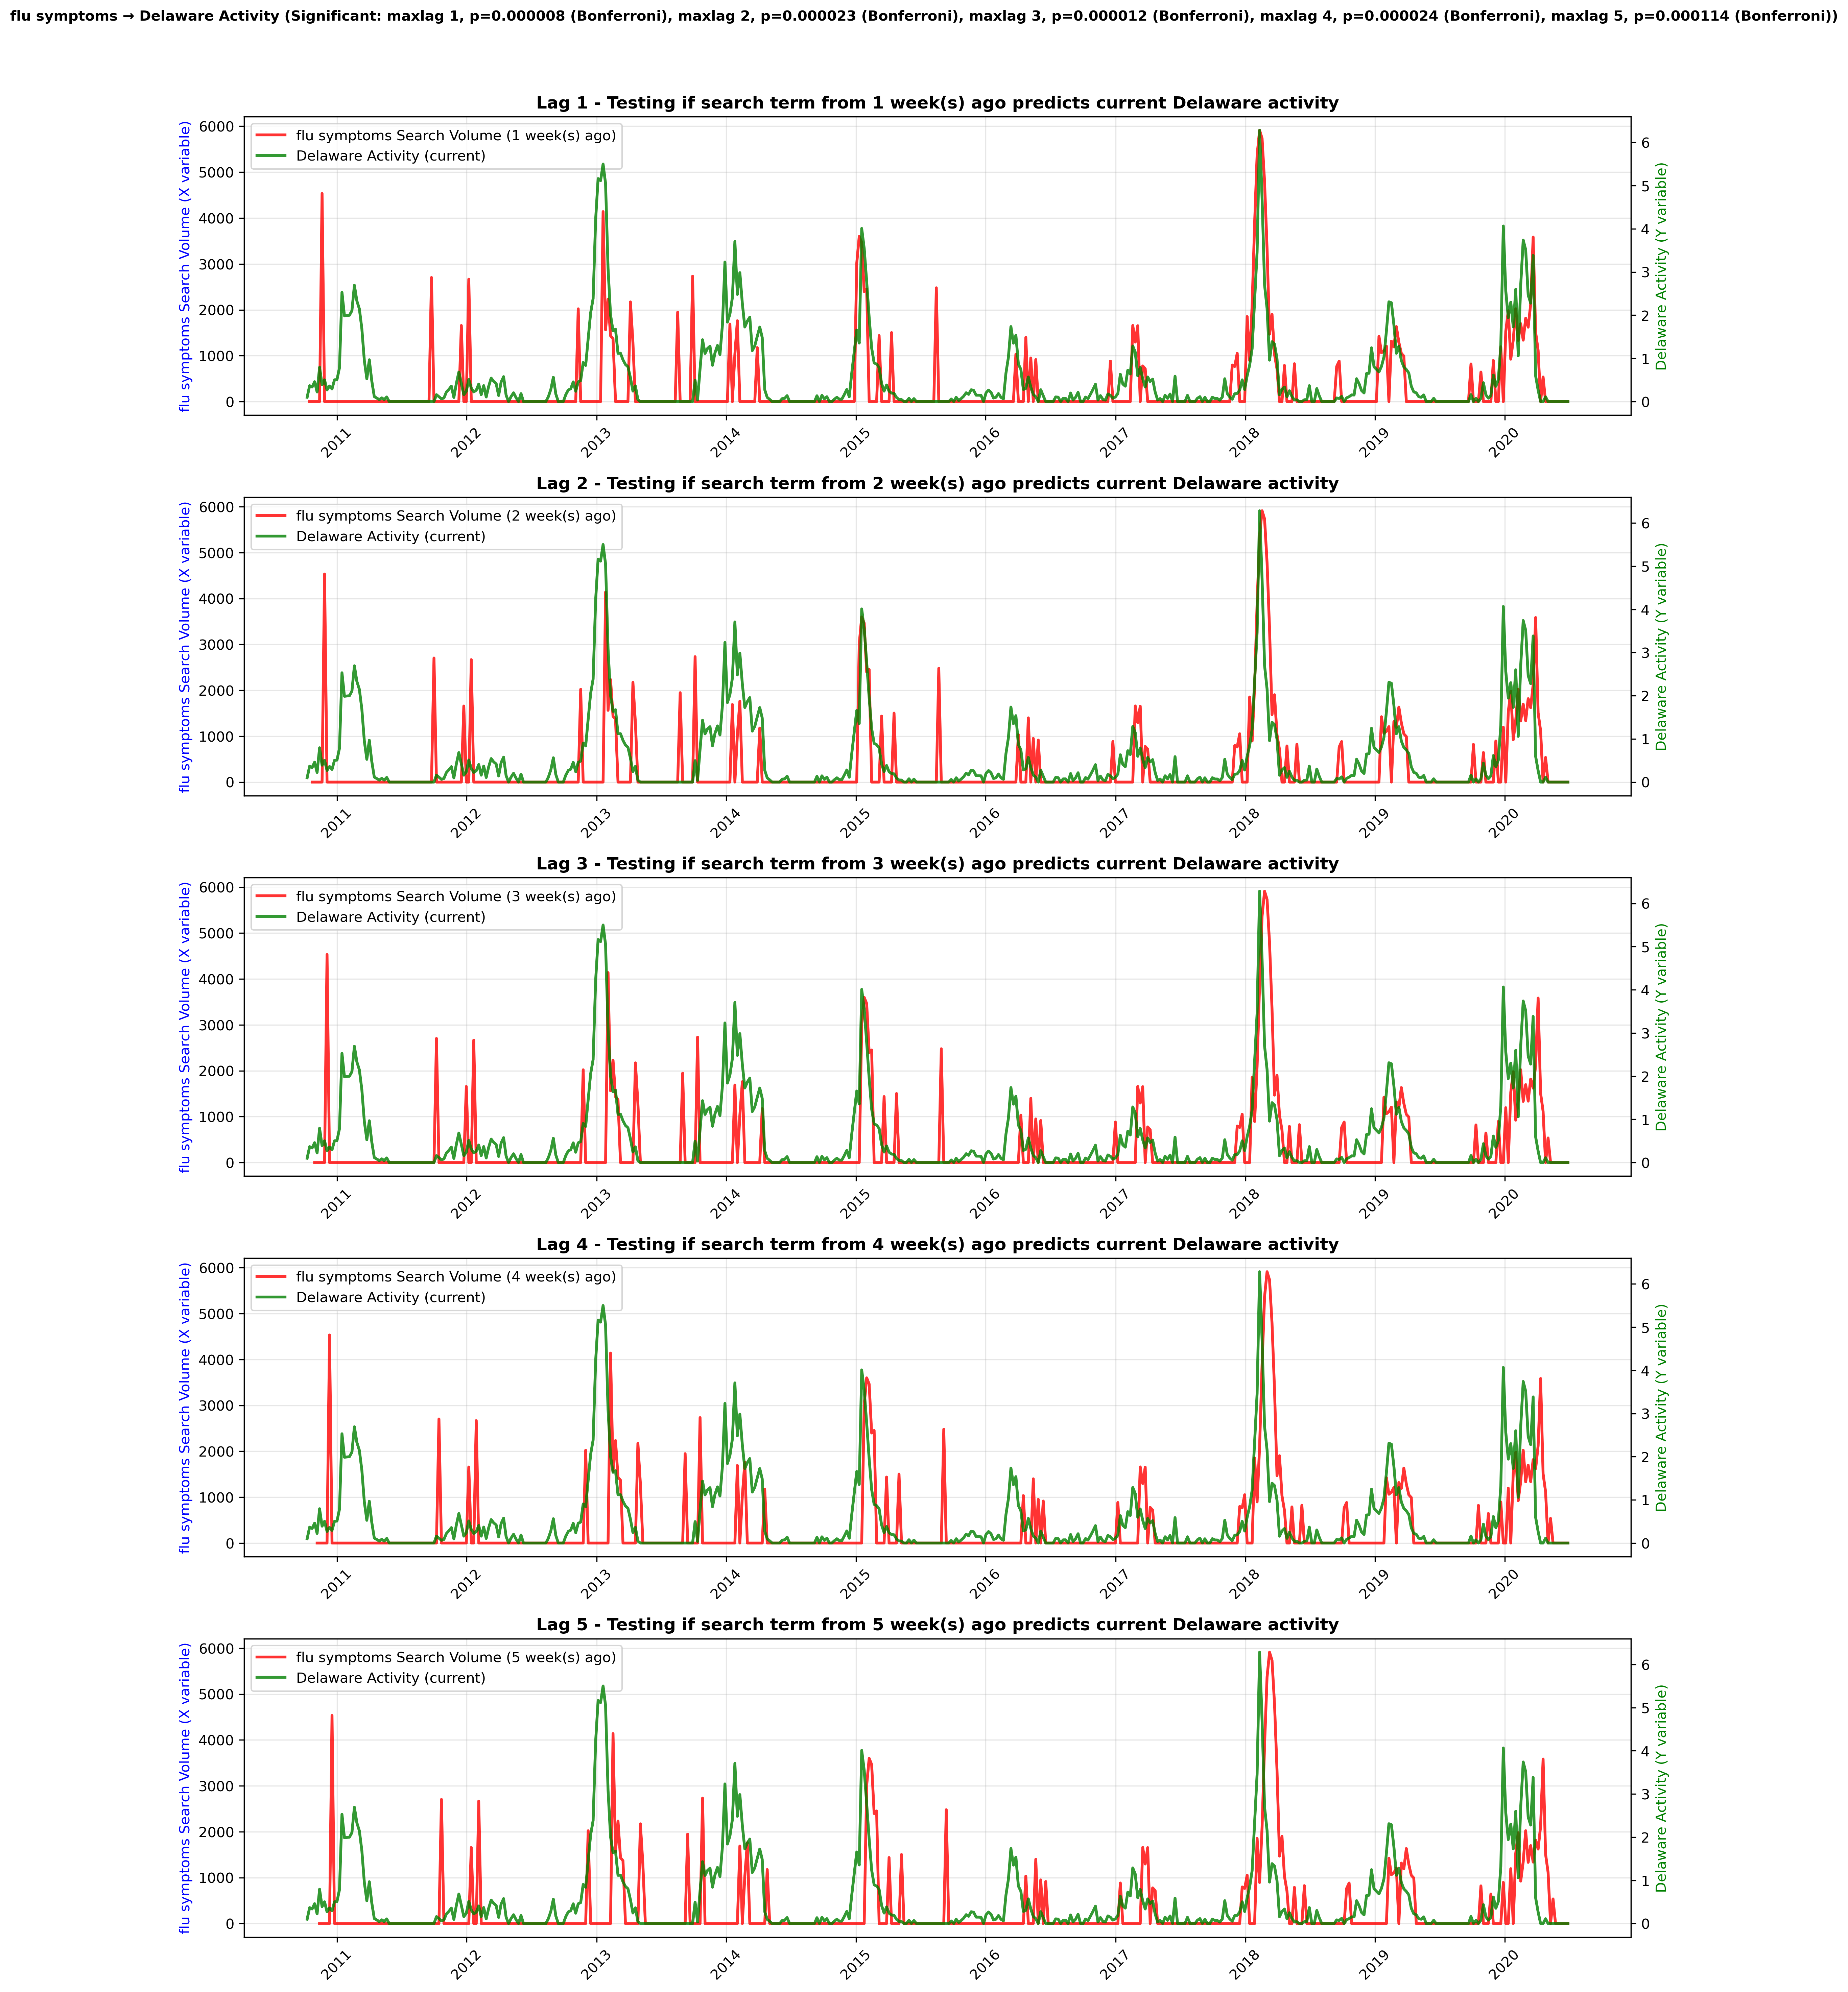 flu symptoms → Delaware Activity (Significant: maxlag 1, p=0.000008 (Bonferroni), maxlag 2, p=0.000023 (Bonferroni), maxlag 3, p=0.000012 (Bonferroni), maxlag 4, p=0.000024 (Bonferroni), maxlag 5, p=0.000114 (Bonferroni))
Lag 1 - Testing if search term from 1 week(s) ago predicts current Delaware activity
flu symptoms Search Volume (1 week(s) ago)
Delaware Activity (current)
flu symptoms Search Volume (X variable)
6000
5000
4000
3000
2000
1000
0
6
5
4
3
2
1
0
Delaware Activity (Y variable)
2011 2012 2013 2014 2015 2016 2017 2018 2019 2020
Lag 2 - Testing if search term from 2 week(s) ago predicts current Delaware activity
flu symptoms Search Volume (2 week(s) ago)
Delaware Activity (current)
flu symptoms Search Volume (X variable)
6000
5000
4000
3000
2000
1000
0
6
5
4
3
2
1
0
Delaware Activity (Y variable)
2011 2012 2013 2014 2015 2016 2017 2018 2019 2020
Lag 3 - Testing if search term from 3 week(s) ago predicts current Delaware activity
flu symptoms Search Volume (3 week(s) ago)
Delaware Activity (current)
flu symptoms Search Volume (X variable)
6000
5000
4000
3000
2000
1000
0
6
5
4
3
2
1
0
Delaware Activity (Y variable)
2011 2012 2013 2014 2015 2016 2017 2018 2019 2020
Lag 4 - Testing if search term from 4 week(s) ago predicts current Delaware activity
flu symptoms Search Volume (4 week(s) ago)
Delaware Activity (current)
flu symptoms Search Volume (X variable)
6000
5000
4000
3000
2000
1000
0
6
5
4
3
2
1
0
Delaware Activity (Y variable)
2011 2012 2013 2014 2015 2016 2017 2018 2019 2020
Lag 5 - Testing if search term from 5 week(s) ago predicts current Delaware activity
flu symptoms Search Volume (5 week(s) ago)
Delaware Activity (current)
flu symptoms Search Volume (X variable)
6000
5000
4000
3000
2000
1000
0
6
5
4
3
2
1
0
Delaware Activity (Y variable)
2011 2012 2013 2014 2015 2016 2017 2018 2019 2020